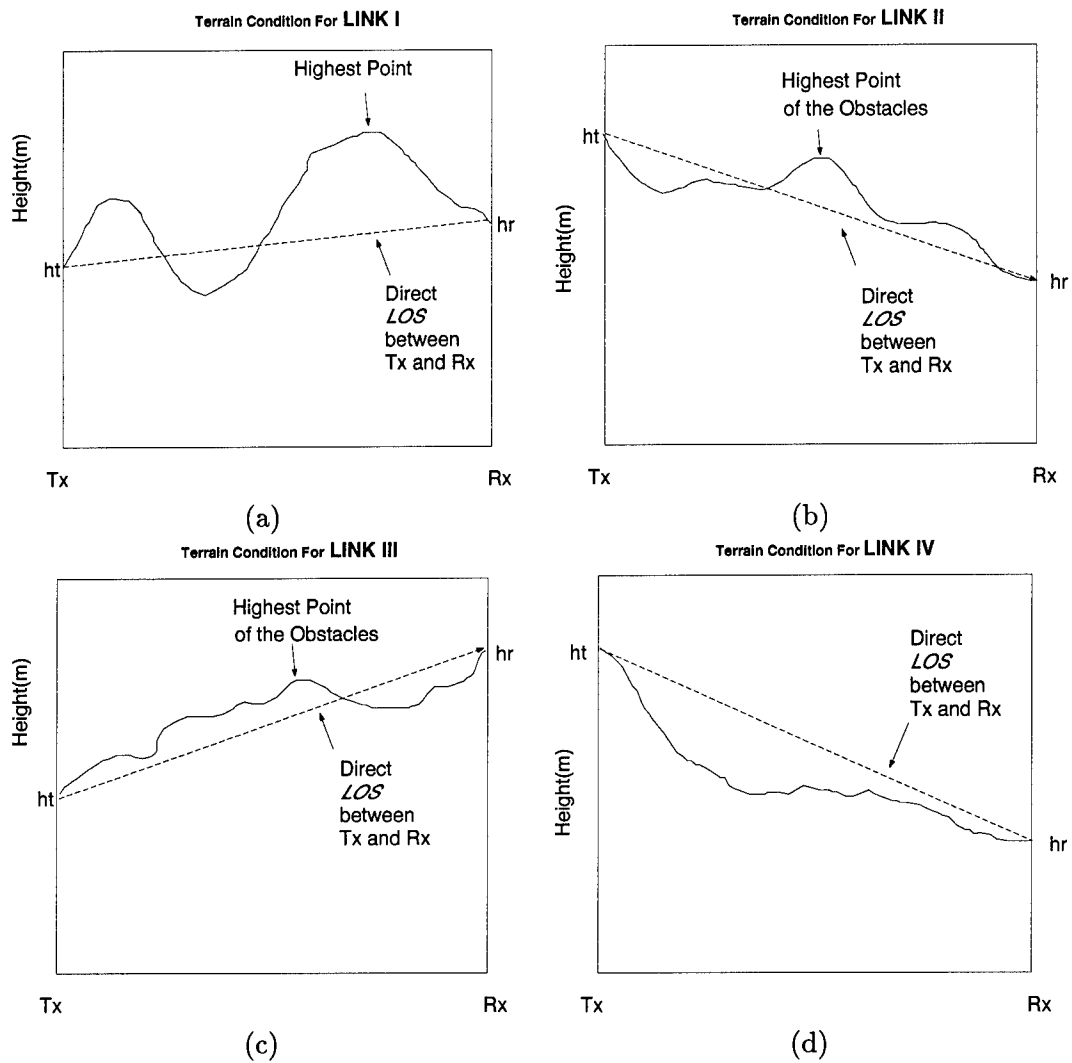 Terrain Condition For LINK I
Highest Point
Height(m)
ht
hr
Direct
LOS
between
Tx and Rx
Tx
Rx
(a)
Terrain Condition For LINK II
Highest Point
of the Obstacles
ht
Height(m)
hr
Direct
LOS
between
Tx and Rx
Tx
Rx
(b)
Terrain Condition For LINK III
Highest Point
of the Obstacles
hr
Height(m)
ht
Direct
LOS
between
Tx and Rx
Tx
Rx
(c)
Terrain Condition For LINK IV
ht
Direct
LOS
between
Tx and Rx
Height(m)
hr
Tx
Rx
(d)